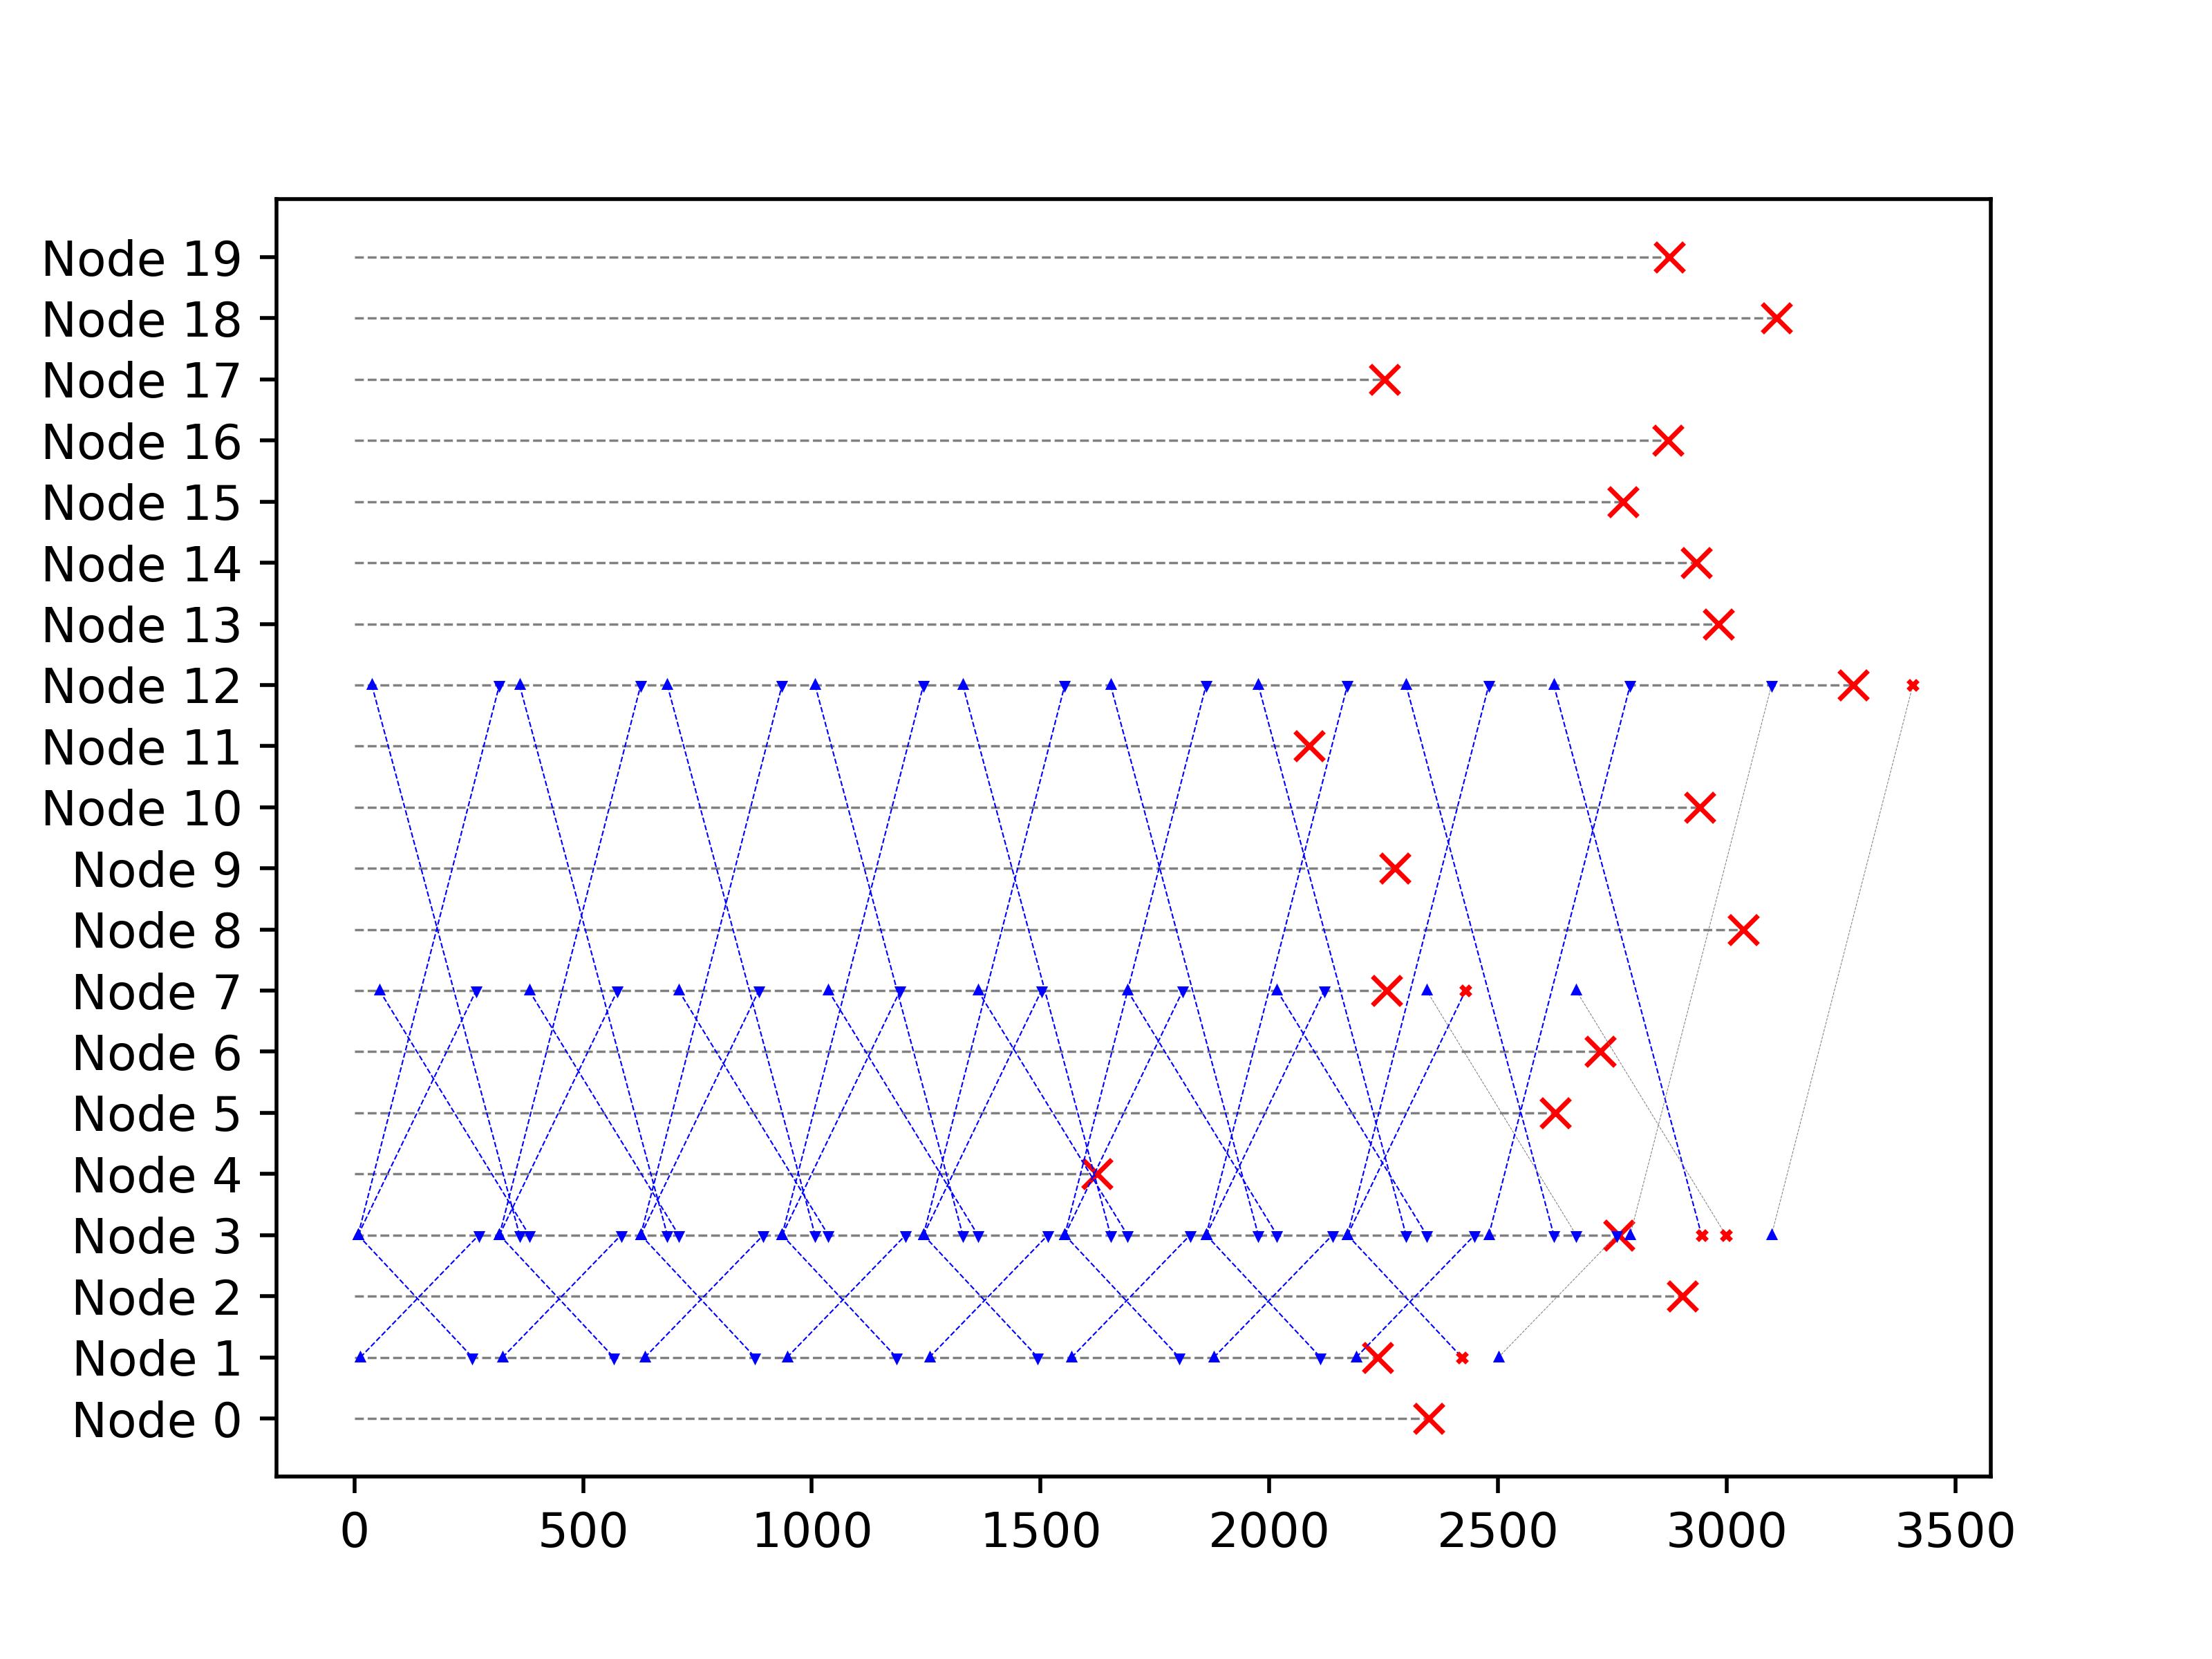 Node 19
Node 18
Node 17
Node 16
Node 15
Node 14
Node 13
Node 12
Node 11
Node 10
Node 9
Node 8
Node 7
Node 6
Node 5
Node 4
Node 3
Node 2
Node 1
Node 0
0 500 1000 1500 2000 2500 3000 3500